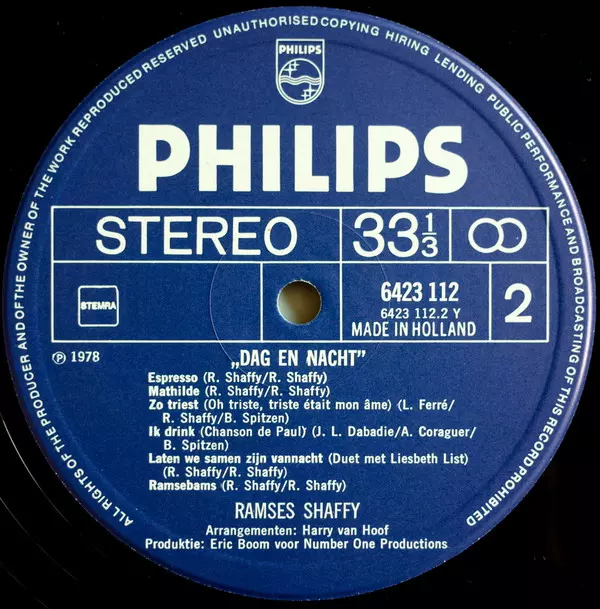 ALL RIGHTS OF THE PRODUCER AND OF THE OWNER OF THE WORK REPRODUCED RESERVED UNAUTHORISED COPYING HIRING LENDING PUBLIC PERFORMANCE AND BROADCASTING OF THIS RECORD PROHIBITED
PHILIPS
PHILIPS
STEREO 33 1/3
STEMRA
6423 112
6423 112.2 Y
MADE IN HOLLAND
2
℗ 1978
„DAG EN NACHT”
Espresso (R. Shaffy/R. Shaffy)
Mathilde (R. Shaffy/R. Shaffy)
Zo triest (Oh triste, triste était mon âme) (L. Ferré/
R. Shaffy/B. Spitzen)
Ik drink (Chanson de Paul) (J. L. Dabadie/A. Coraguer/
B. Spitzen)
Laten we samen zijn vannacht (Duet met Liesbeth List)
(R. Shaffy/R. Shaffy)
Ramsebams (R. Shaffy/R. Shaffy)
RAMSES SHAFFY
Arrangementen: Harry van Hoof
Produktie: Eric Boom voor Number One Productions